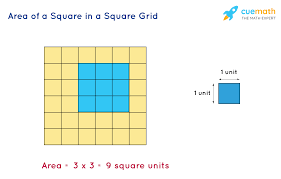 Area of a Square in a Square Grid
cuemath
THE MATH EXPERT
1 unit
1 unit
Area = 3 x 3 = 9 square units